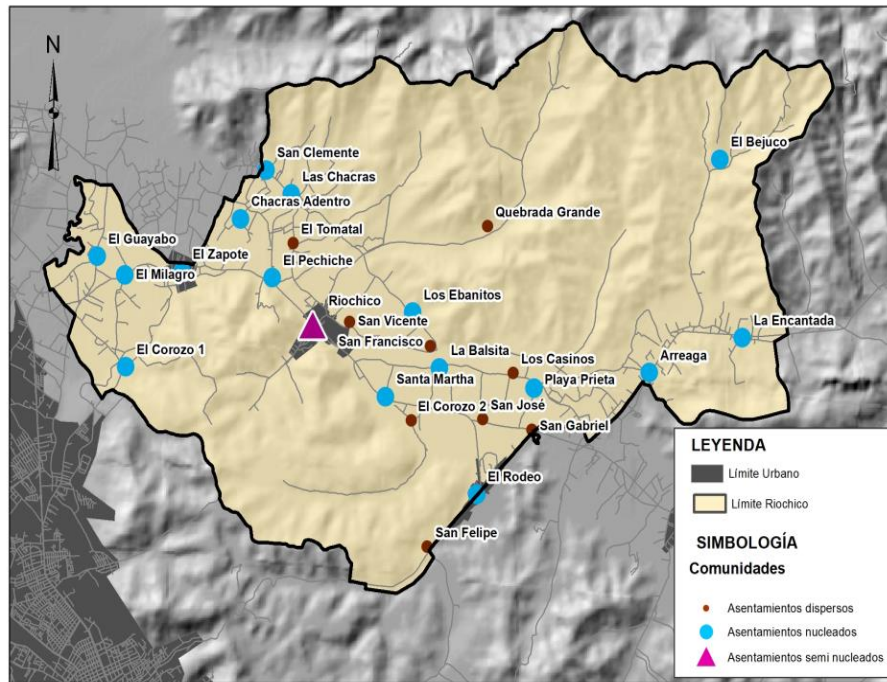 N
San Clemente
Las Chacras
El Bejuco
Chacras Adentro
Quebrada Grande
El Tomatal
El Guayabo
El Zapote
El Milagro
El Pechiche
Riochico
Los Ebanitos
San Vicente
La Encantada
San Francisco
La Balsita
Los Casinos
Arreaga
El Corozo 1
Santa Martha
Playa Prieta
El Corozo 2
San José
San Gabriel
El Rodeo
San Felipe
LEYENDA
Límite Urbano
Límite Riochico
SIMBOLOGÍA
Comunidades
Asentamientos dispersos
Asentamientos nucleados
Asentamientos semi nucleados